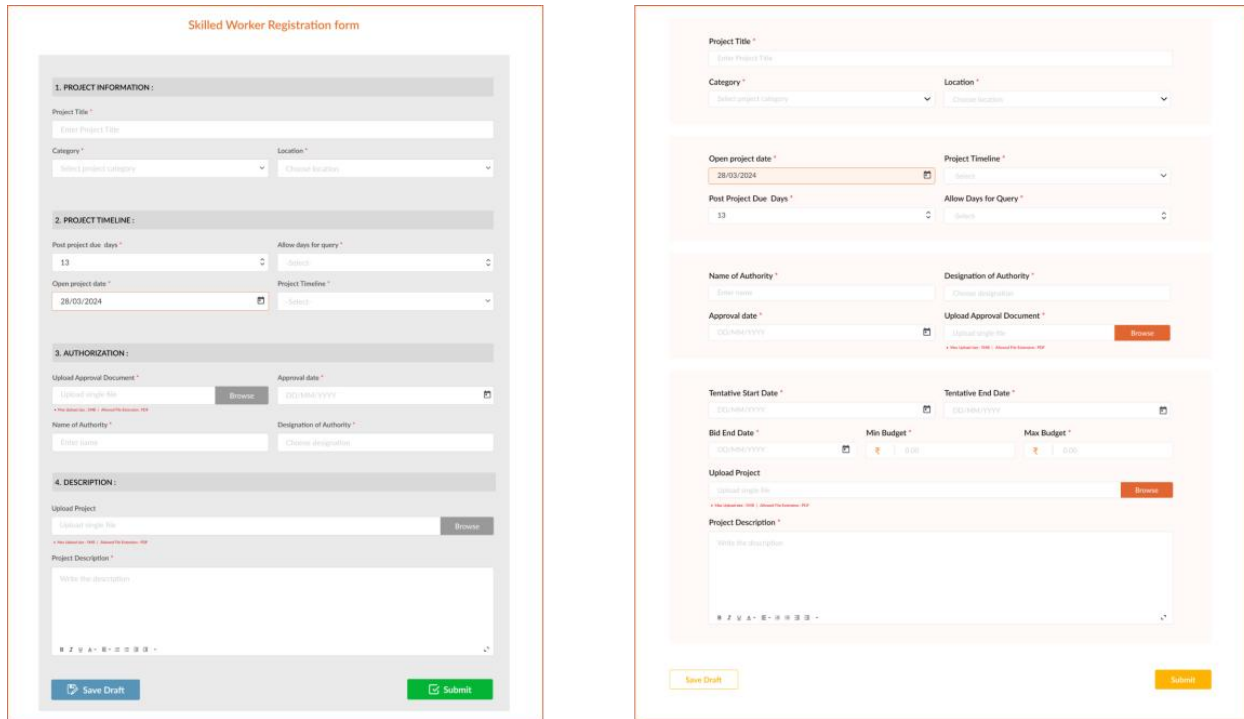 Skilled Worker Registration form
1. PROJECT INFORMATION :
Project Title *
Enter Project Title
Category * Location *
Select project category Choose location
2. PROJECT TIMELINE :
Post project due days * Allow days for query *
13 -Select-
Open project date * Project Timeline *
28/03/2024 -Select-
3. AUTHORIZATION :
Upload Approval Document * Approval date *
Upload single file Browse DD/MM/YYYY
Name of Authority * Designation of Authority *
Enter name Choose designation
4. DESCRIPTION :
Upload Project
Upload single file Browse
Project Description *
Write the description
B I U A
Save Draft Submit
Project Title *
Enter Project Title
Category * Location *
Select project category Choose location
Open project date * Project Timeline *
28/03/2024 -Select-
Post Project Due Days * Allow Days for Query *
13 -Select-
Name of Authority * Designation of Authority *
Enter name Choose designation
Approval date * Upload Approval Document *
DD/MM/YYYY Upload single file Browse
Tentative Start Date * Tentative End Date *
DD/MM/YYYY DD/MM/YYYY
Bid End Date * Min Budget * Max Budget *
DD/MM/YYYY ₹ 0.00 ₹ 0.00
Upload Project
Upload single file Browse
Project Description *
Write the description
B I U A
Save Draft Submit